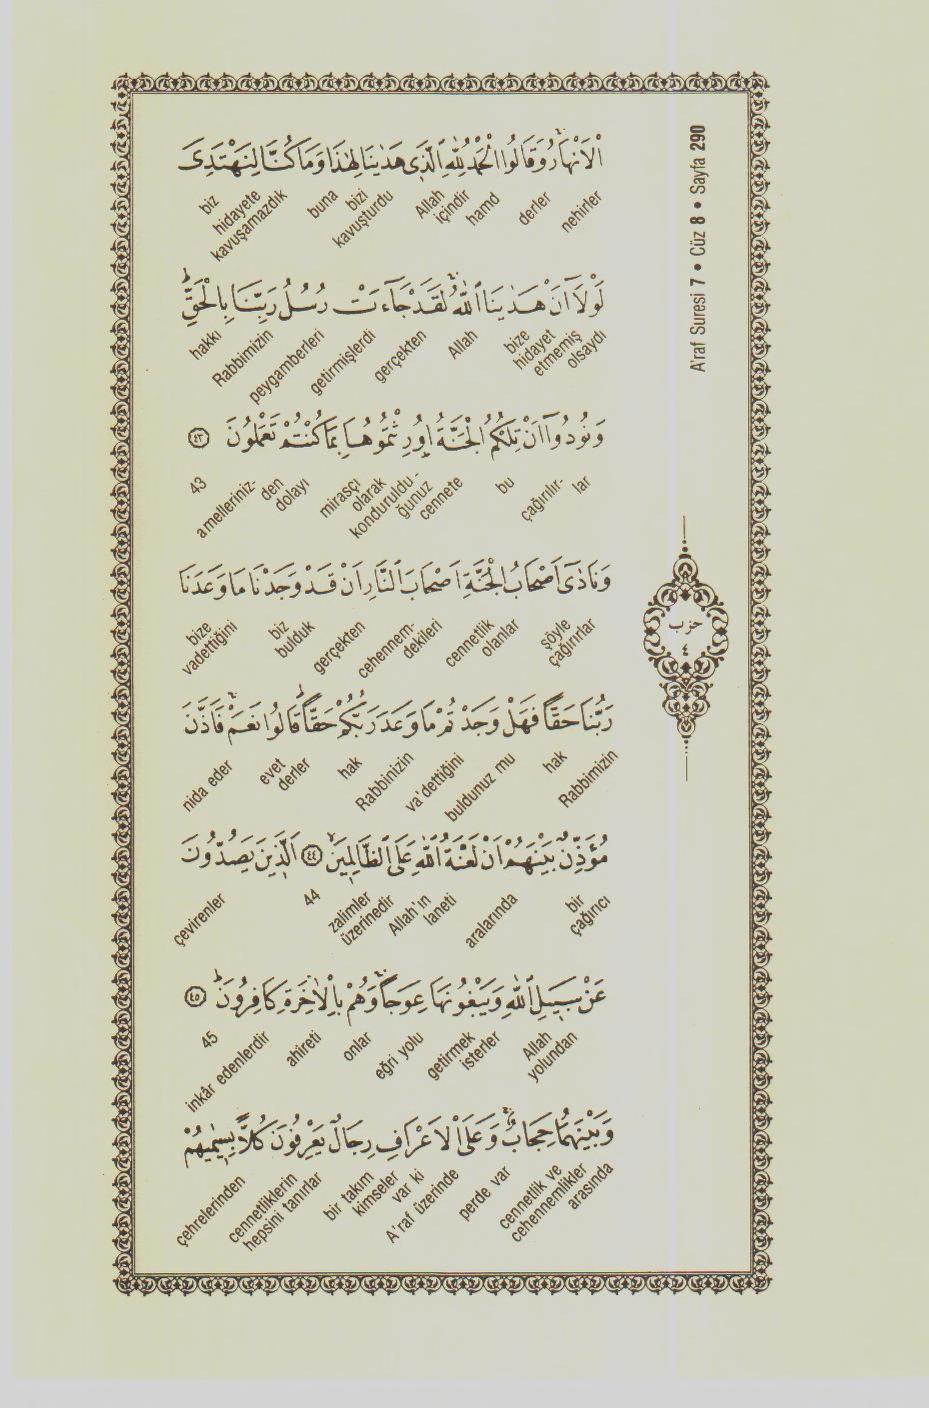 A'raf Suresi 7 • Cüz 8 • Sayfa 290
اَلْاَنْهَارُ وَقَالُوا الْحَمْدُ لِلّٰهِ الَّذ۪ي هَدٰينَا لِهٰذَا وَمَا كُنَّا لِنَهْتَدِيَ
nehirler derler hamd Allah içindir bizi kavuşturdu buna biz hidayete kavuşamazdık
لَوْلَٓا اَنْ هَدٰينَا اللّٰهُ لَقَدْ جَٓاءَتْ رُسُلُ رَبِّنَا بِالْحَقِّ
bize hidayet etmemiş olsaydı Allah gerçekten getirmişlerdi peygamberleri Rabbimizin hakkı
وَنُودُٓوا اَنْ تِلْكُمُ الْجَنَّةُ اُو۫رِثْتُمُوهَا بِمَا كُنْتُمْ تَعْمَلُونَ ﴿٤٣﴾
çağırılır- lar bu cennete mirasçı olarak konduruldu- ğunuz amelleriniz- den dolayı 43
وَنَادٰٓى اَصْحَابُ الْجَنَّةِ اَصْحَابَ النَّارِ اَنْ قَدْ وَجَدْنَا مَا وَعَدَنَا
şöyle çağırırlar cennetlik olanlar cehennem- dekileri gerçekten biz bulduk bize vadettiğini
حزب ٤
رَبُّنَا حَقًّا فَهَلْ وَجَدْتُمْ مَا وَعَدَ رَبُّكُمْ حَقًّا قَالُوا نَعَمْ فَاَذَّنَ
Rabbimizin hak buldunuz mu va'dettiğini Rabbinizin hak derler evet nida eder
مُؤَذِّنٌ بَيْنَهُمْ اَنْ لَعْنَةُ اللّٰهِ عَلَى الظَّالِم۪ينَ ﴿٤٤﴾ اَلَّذ۪ينَ يَصُدُّونَ
bir çağırıcı aralarında Allah'ın laneti zalimler üzerinedir 44 çevirenler
عَنْ سَب۪يلِ اللّٰهِ وَيَبْغُونَهَا عِوَجًا وَهُمْ بِالْاٰخِرَةِ كَافِرُونَ ﴿٤٥﴾
Allah yolundan getirmek isterler eğri yolu onlar ahireti inkâr edenlerdir 45
وَبَيْنَهُمَا حِجَابٌ وَعَلَى الْاَعْرَافِ رِجَالٌ يَعْرِفُونَ كُلًّا بِس۪يمٰيهُمْ
cennetlik ve cehennemlikler arasında perde var A'raf üzerinde var ki bir takım kimseler cennetliklerin hepsini tanırlar çehrelerinden